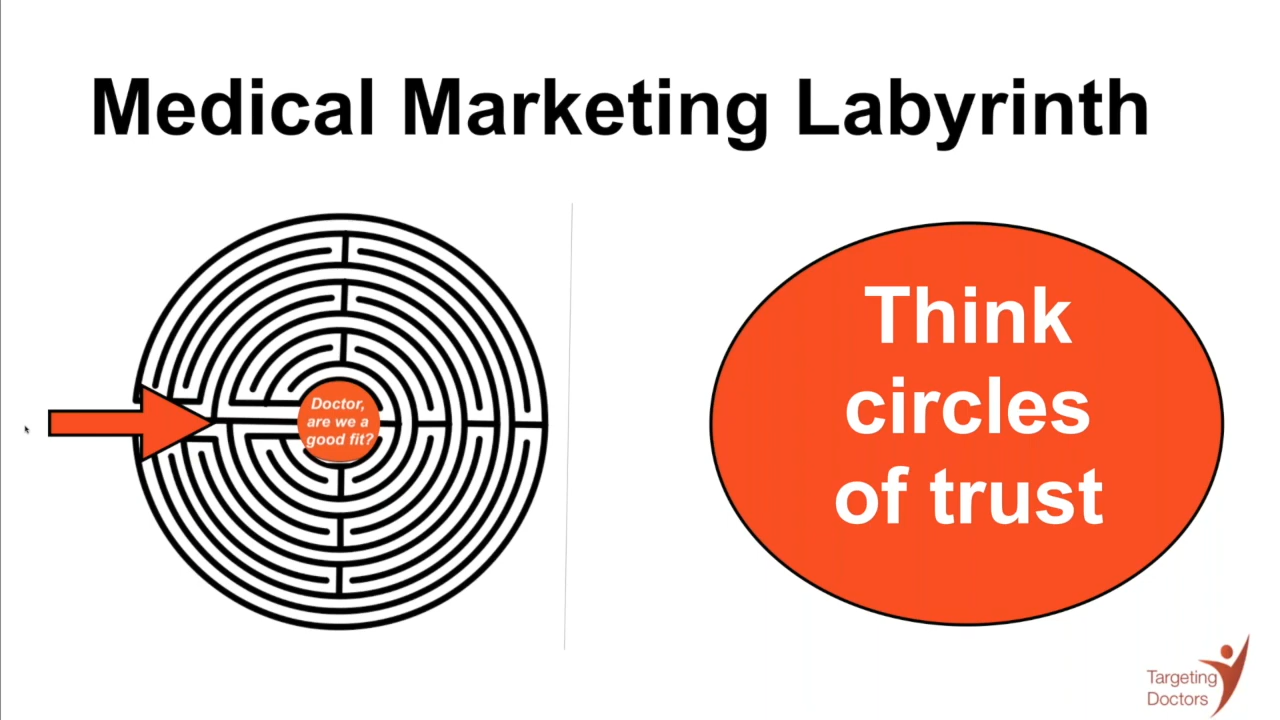 Medical Marketing Labyrinth
Doctor,
are we a
good fit?
Think
circles
of trust
Targeting
Doctors